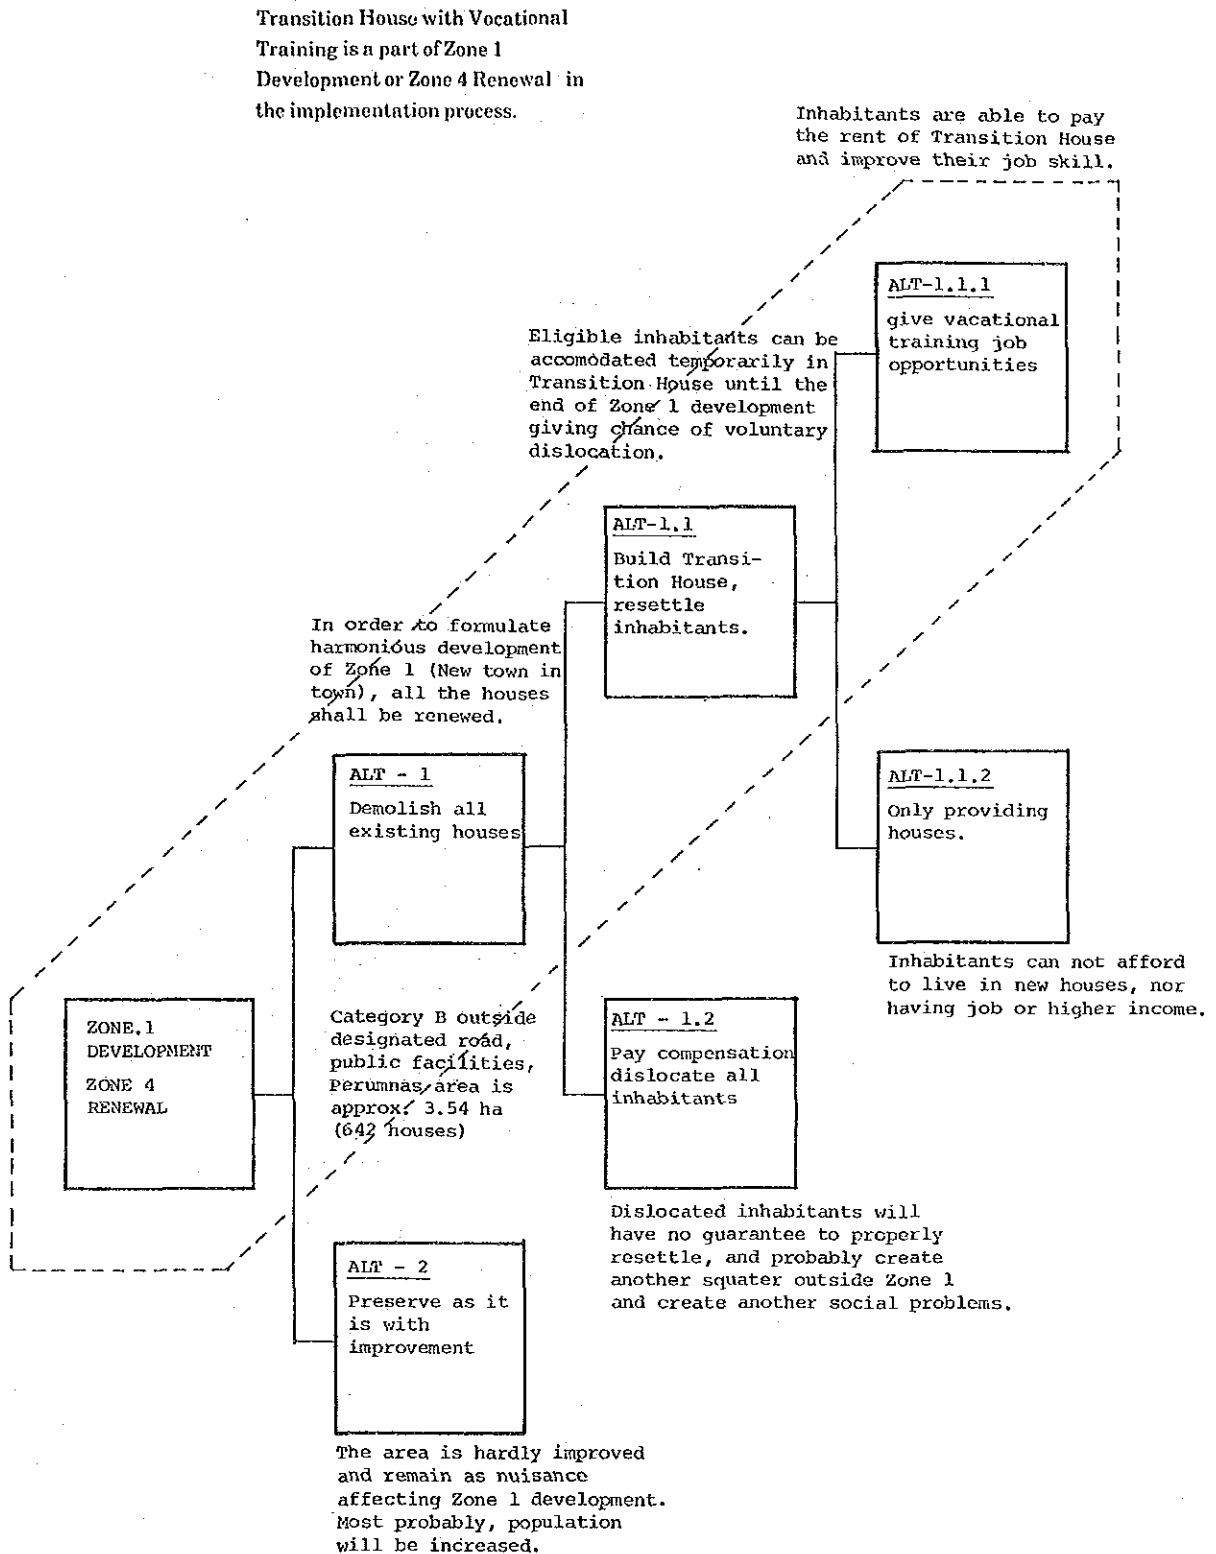 Transition House with Vocational
Training is a part of Zone 1
Development or Zone 4 Renewal in
the implementation process.
Inhabitants are able to pay
the rent of Transition House
and improve their job skill.
ALT-1.1.1
give vacational
training job
opportunities
Eligible inhabitants can be
accomodated temporarily in
Transition House until the
end of Zone 1 development
giving chance of voluntary
dislocation.
ALT-1.1
Build Transi-
tion House,
resettle
inhabitants.
In order to formulate
harmonious development
of Zone 1 (New town in
town), all the houses
shall be renewed.
ALT - 1
Demolish all
existing houses
ALT-1.1.2
Only providing
houses.
Inhabitants can not afford
to live in new houses, nor
having job or higher income.
ZONE.1
DEVELOPMENT
ZONE 4
RENEWAL
Category B outside
designated road,
public facilities,
Perumnas area is
approx. 3.54 ha
(642 houses)
ALT - 1.2
Pay compensation
dislocate all
inhabitants
Dislocated inhabitants will
have no guarantee to properly
resettle, and probably create
another squater outside Zone 1
and create another social problems.
ALT - 2
Preserve as it
is with
improvement
The area is hardly improved
and remain as nuisance
affecting Zone 1 development.
Most probably, population
will be increased.